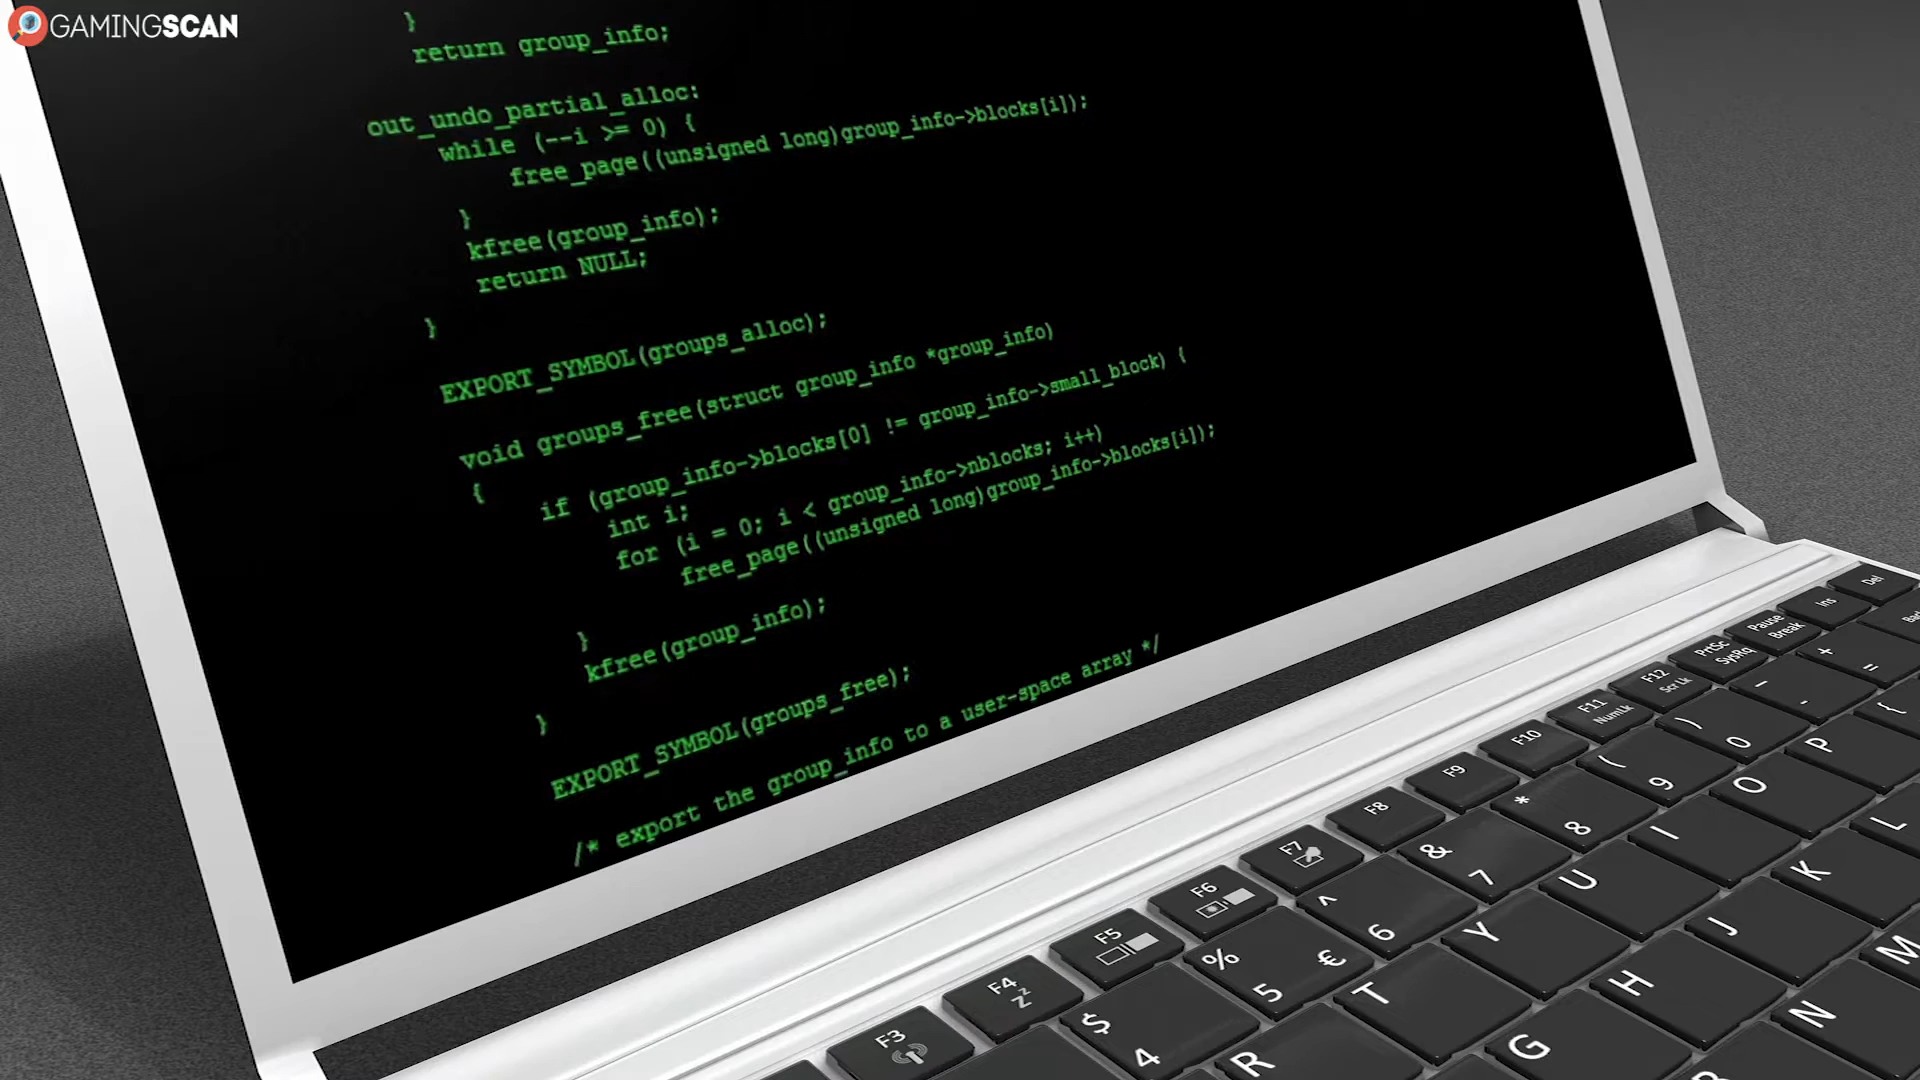 GAMINGSCAN
}
return group_info;
out_undo_partial_alloc:
while (--i >= 0) {
free_page((unsigned long)group_info->blocks[i]);
}
kfree(group_info);
return NULL;
}
EXPORT_SYMBOL(groups_alloc);
void groups_free(struct group_info *group_info)
{
if (group_info->blocks[0] != group_info->small_block) {
int i;
for (i = 0; i < group_info->nblocks; i++)
free_page((unsigned long)group_info->blocks[i]);
}
kfree(group_info);
}
EXPORT_SYMBOL(groups_free);
/* export the group_info to a user-space array */
F3 F4 F5 F6 F7 F8 F9 F10 F11 NumLk F12 Scr Lk PrtSc SysRq Pause Break Ins Del
$ 4 % 5 € ^ 6 & 7 * 8 ( 9 ) 0 _ - + =
R T Y U I O P {
G H J K L
N M